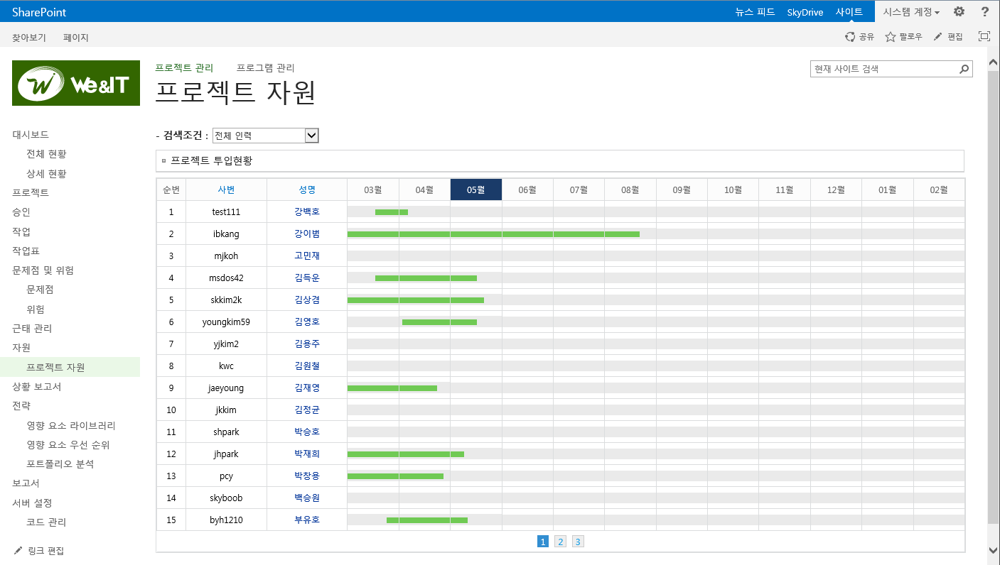 SharePoint
뉴스 피드 SkyDrive 사이트 시스템 계정 ?
찾아보기 페이지
공유 팔로우 편집
We&IT
프로젝트 관리 프로그램 관리
현재 사이트 검색
프로젝트 자원
대시보드
전체 현황
상세 현황
프로젝트
승인
작업
작업표
문제점 및 위험
문제점
위험
근태 관리
자원
프로젝트 자원
상황 보고서
전략
영향 요소 라이브러리
영향 요소 우선 순위
포트폴리오 분석
보고서
서버 설정
코드 관리
링크 편집
- 검색조건 : 전체 인력
프로젝트 투입현황
순번 사번 성명 03월 04월 05월 06월 07월 08월 09월 10월 11월 12월 01월 02월
1 test111 강백호
2 ibkang 강이범
3 mjkoh 고민재
4 msdos42 김득운
5 skkim2k 김상겸
6 youngkim59 김영호
7 yjkim2 김용주
8 kwc 김원철
9 jaeyoung 김재영
10 jkkim 김정균
11 shpark 박승호
12 jhpark 박재희
13 pcy 박창용
14 skyboob 백승원
15 byh1210 부유호
1 2 3